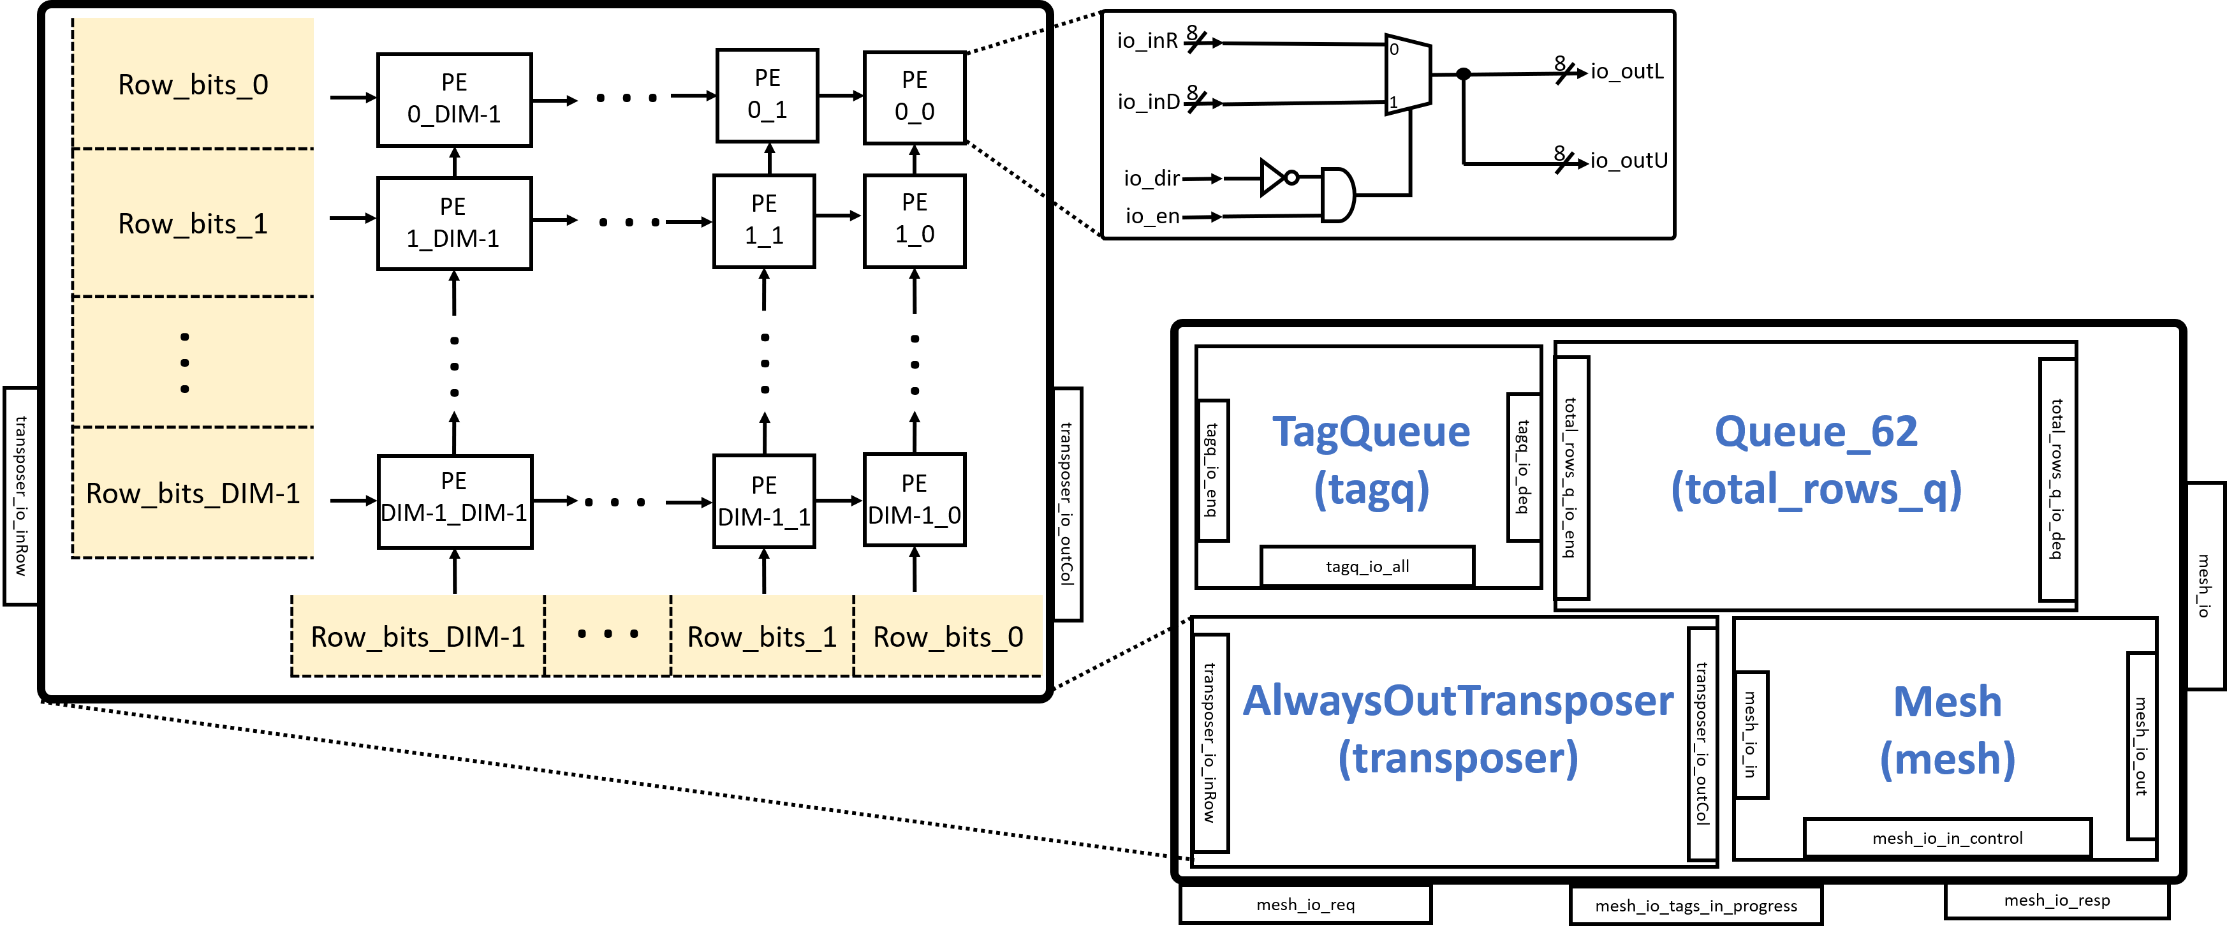 Row_bits_0
Row_bits_1
Row_bits_DIM-1
PE
0_DIM-1
PE
0_1
PE
0_0
PE
1_DIM-1
PE
1_1
PE
1_0
PE
DIM-1_DIM-1
PE
DIM-1_1
PE
DIM-1_0
Row_bits_DIM-1
Row_bits_1
Row_bits_0
transposer_io_inRow
transposer_io_outCol
io_inR
8
io_inD
8
io_dir
io_en
0
1
8
io_outL
8
io_outU
TagQueue
(tagq)
tagq_io_enq
tagq_io_deq
tagq_io_all
Queue_62
(total_rows_q)
total_rows_q_io_enq
total_rows_q_io_deq
AlwaysOutTransposer
(transposer)
transposer_io_inRow
transposer_io_outCol
Mesh
(mesh)
mesh_io_in
mesh_io_out
mesh_io_in_control
mesh_io
mesh_io_req
mesh_io_tags_in_progress
mesh_io_resp